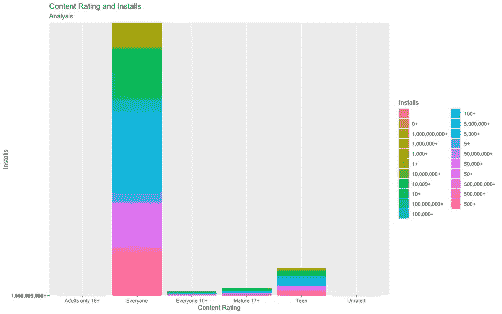 Content Rating and Installs
Analysis
Installs
Installs
0+
1,000,000,000+
1,000,000+
1,000+
1+
10,000,000+
10,000+
10+
100,000,000+
100,000+
100+
5,000,000+
5,000+
5+
50,000,000+
50,000+
50+
500,000,000+
500,000+
500+
Adults only 18+
Everyone
Everyone 10+
Mature 17+
Teen
Unrated
Content Rating